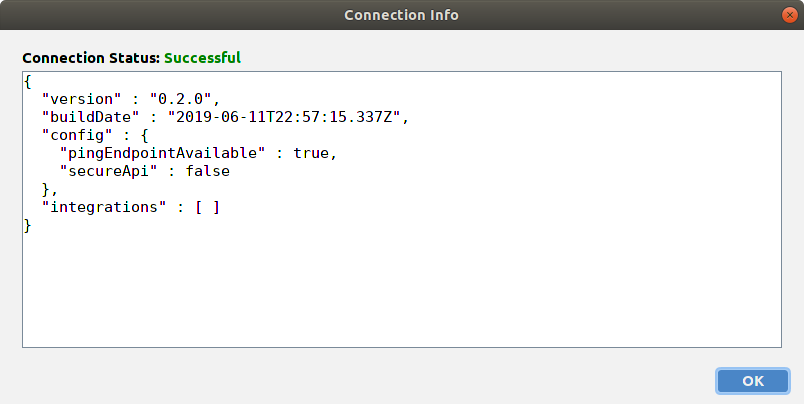 Connection Info
Connection Status: Successful
{
  "version" : "0.2.0",
  "buildDate" : "2019-06-11T22:57:15.337Z",
  "config" : {
    "pingEndpointAvailable" : true,
    "secureApi" : false
  },
  "integrations" : [ ]
}
OK